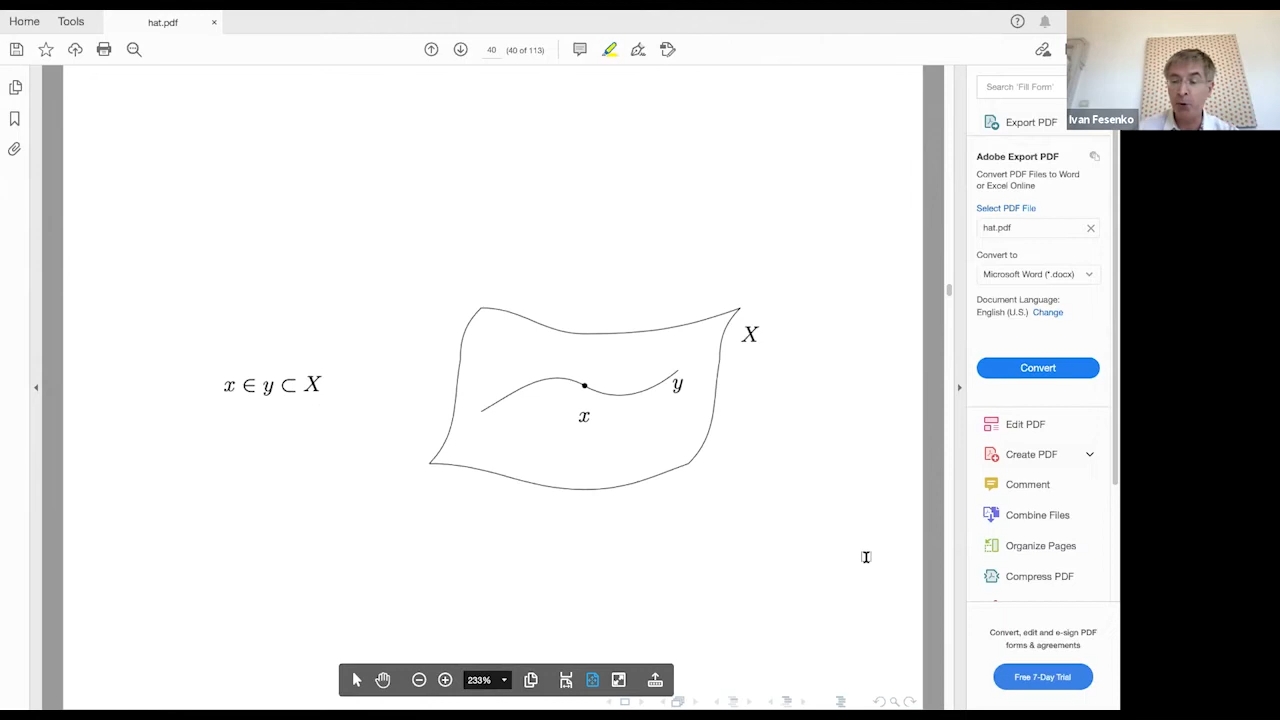 Home Tools hat.pdf ×
40 (40 of 113)
Ivan Fesenko
Search 'Fill Form'
Export PDF
Adobe Export PDF
Convert PDF Files to Word
or Excel Online
Select PDF File
hat.pdf
Convert to
Microsoft Word (*.docx)
Document Language:
English (U.S.) Change
Convert
X
x ∈ y ⊂ X
y
x
Edit PDF
Create PDF
Comment
Combine Files
Organize Pages
Compress PDF
Convert, edit and e-sign PDF
forms & agreements
Free 7-Day Trial
233%